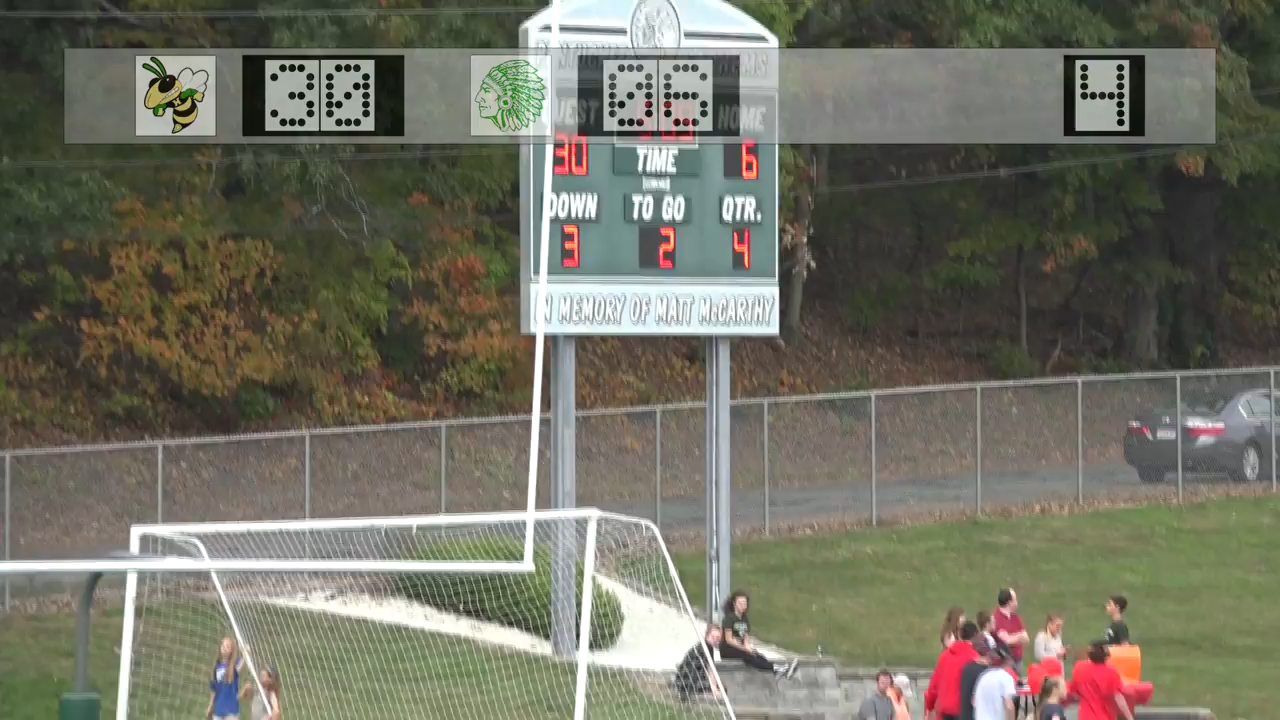 30 06 4
HOME
30 TIME 6
DOWN TO GO QTR.
3 2 4
IN MEMORY OF MATT McCARTHY